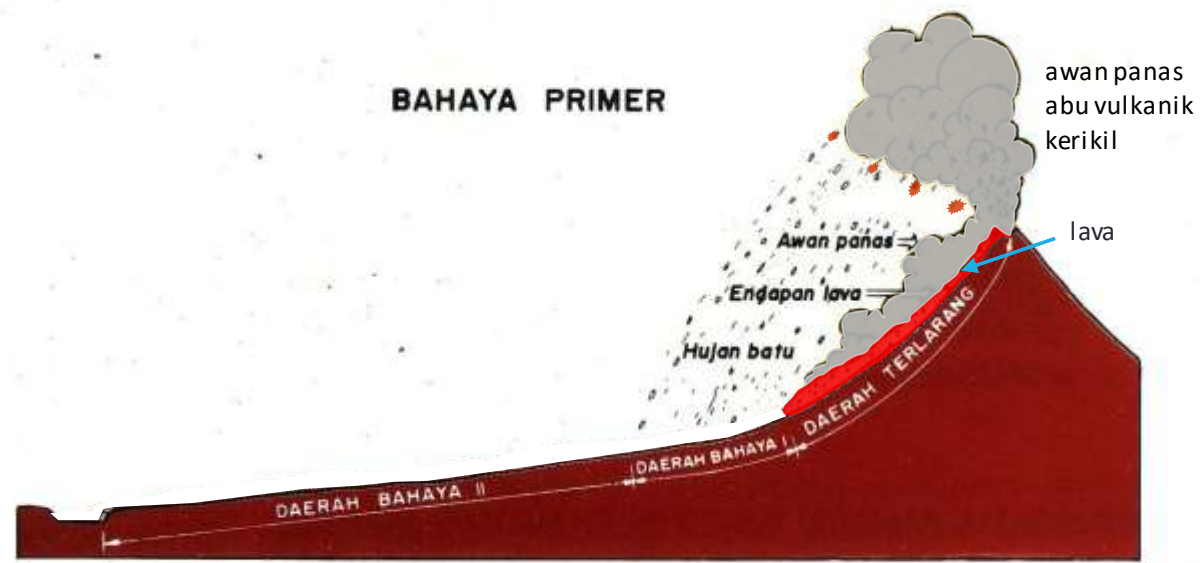 BAHAYA PRIMER
awan panas
abu vulkanik
kerikil
lava
Awan panas
Endapan lava
Hujan batu
DAERAH TERLARANG
DAERAH BAHAYA I
DAERAH BAHAYA II